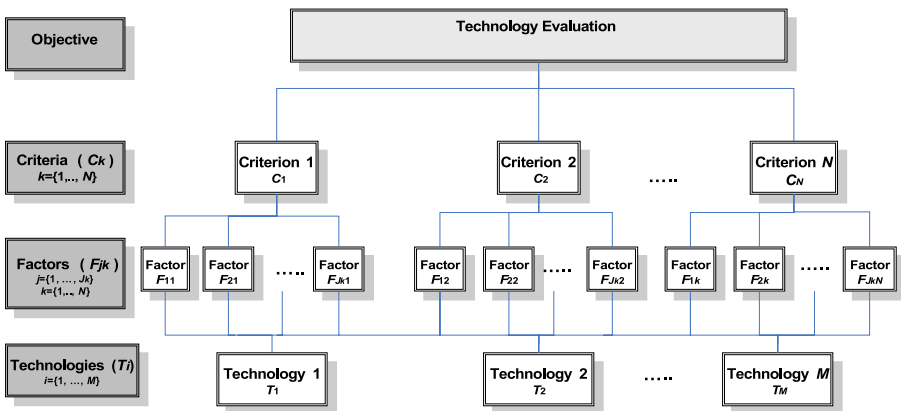 Objective
Technology Evaluation
Criteria ( Ck)
k={1,.., N}
Criterion 1
C1
Criterion 2
C2
.....
Criterion N
CN
Factors ( Fjk)
j={1, ..., Jk}
k={1,.., N}
Factor
F11
Factor
F21
.....
Factor
FJk1
Factor
F12
Factor
F22
.....
Factor
FJk2
Factor
F1k
Factor
F2k
.....
Factor
FJkN
Technologies (Ti)
i={1, ..., M}
Technology 1
T1
Technology 2
T2
.....
Technology M
TM